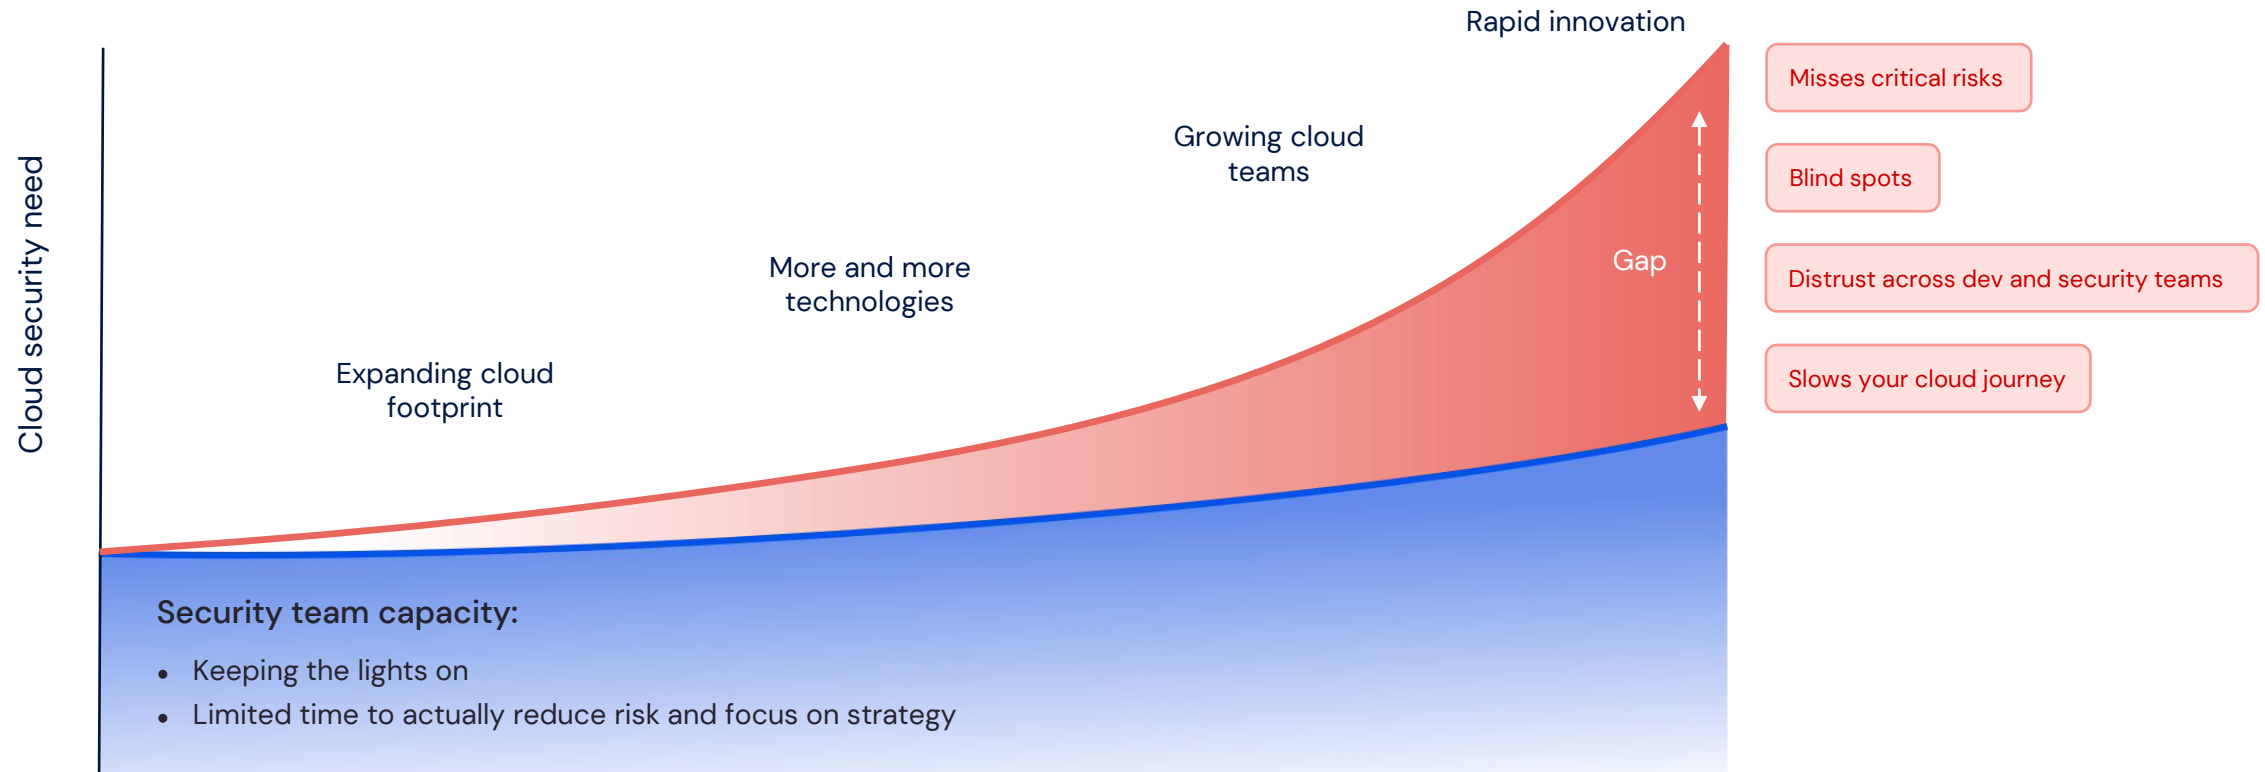 Rapid innovation
Misses critical risks
Growing cloud
teams
Blind spots
Cloud security need
More and more
technologies
Gap
Distrust across dev and security teams
Expanding cloud
footprint
Slows your cloud journey
Security team capacity:
• Keeping the lights on
• Limited time to actually reduce risk and focus on strategy